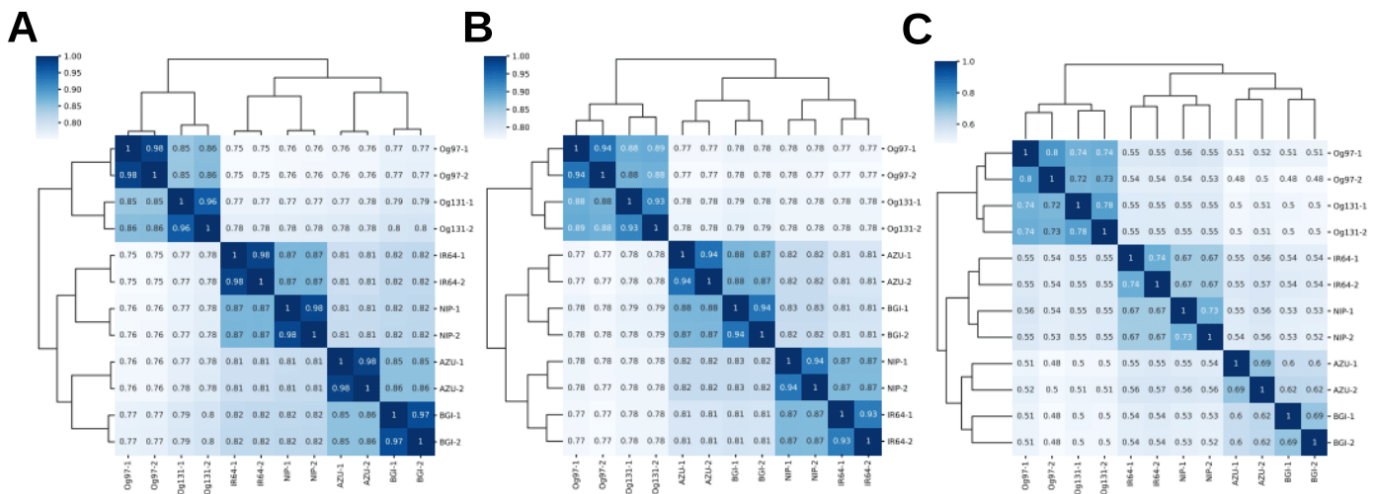 A
1.00
0.95
0.90
0.85
0.80
1 0.98 0.85 0.86 0.75 0.75 0.76 0.76 0.76 0.76 0.77 0.77 Og97-1
0.98 1 0.85 0.86 0.75 0.75 0.76 0.76 0.76 0.76 0.77 0.77 Og97-2
0.85 0.85 1 0.96 0.77 0.77 0.77 0.77 0.77 0.78 0.79 0.79 Og131-1
0.86 0.86 0.96 1 0.78 0.78 0.78 0.78 0.78 0.78 0.8 0.8 Og131-2
0.75 0.75 0.77 0.78 1 0.98 0.87 0.87 0.81 0.81 0.82 0.82 IR64-1
0.75 0.75 0.77 0.78 0.98 1 0.87 0.87 0.81 0.81 0.82 0.82 IR64-2
0.76 0.76 0.77 0.78 0.87 0.87 1 0.98 0.81 0.81 0.82 0.82 NIP-1
0.76 0.76 0.77 0.78 0.87 0.87 0.98 1 0.81 0.81 0.82 0.82 NIP-2
0.76 0.76 0.77 0.78 0.81 0.81 0.81 0.81 1 0.98 0.85 0.85 AZU-1
0.76 0.76 0.78 0.78 0.81 0.81 0.81 0.81 0.98 1 0.86 0.86 AZU-2
0.77 0.77 0.79 0.8 0.82 0.82 0.82 0.82 0.85 0.86 1 0.97 BGI-1
0.77 0.77 0.79 0.8 0.82 0.82 0.82 0.82 0.85 0.86 0.97 1 BGI-2
Og97-1 Og97-2 Og131-1 Og131-2 IR64-1 IR64-2 NIP-1 NIP-2 AZU-1 AZU-2 BGI-1 BGI-2
B
1.00
0.95
0.90
0.85
0.80
1 0.94 0.88 0.89 0.77 0.77 0.78 0.78 0.78 0.78 0.77 0.77 Og97-1
0.94 1 0.88 0.88 0.77 0.77 0.78 0.78 0.78 0.77 0.77 0.77 Og97-2
0.88 0.88 1 0.93 0.78 0.78 0.79 0.78 0.78 0.78 0.78 0.78 Og131-1
0.89 0.88 0.93 1 0.78 0.78 0.79 0.79 0.78 0.78 0.78 0.78 Og131-2
0.77 0.77 0.78 0.78 1 0.94 0.88 0.87 0.82 0.82 0.81 0.81 AZU-1
0.77 0.77 0.78 0.78 0.94 1 0.88 0.87 0.82 0.82 0.81 0.81 AZU-2
0.78 0.78 0.79 0.79 0.88 0.88 1 0.94 0.83 0.83 0.81 0.81 BGI-1
0.78 0.78 0.78 0.79 0.87 0.87 0.94 1 0.82 0.82 0.81 0.81 BGI-2
0.78 0.78 0.78 0.78 0.82 0.82 0.83 0.82 1 0.94 0.87 0.87 NIP-1
0.78 0.77 0.78 0.78 0.82 0.82 0.83 0.82 0.94 1 0.87 0.87 NIP-2
0.77 0.77 0.78 0.78 0.81 0.81 0.81 0.81 0.87 0.87 1 0.93 IR64-1
0.77 0.77 0.78 0.78 0.81 0.81 0.81 0.81 0.87 0.87 0.93 1 IR64-2
Og97-1 Og97-2 Og131-1 Og131-2 AZU-1 AZU-2 BGI-1 BGI-2 NIP-1 NIP-2 IR64-1 IR64-2
C
1.0
0.8
0.6
1 0.8 0.74 0.74 0.55 0.55 0.56 0.55 0.51 0.52 0.51 0.51 Og97-1
0.8 1 0.72 0.73 0.54 0.54 0.54 0.53 0.48 0.5 0.48 0.48 Og97-2
0.74 0.72 1 0.78 0.55 0.55 0.55 0.55 0.5 0.51 0.5 0.5 Og131-1
0.74 0.73 0.78 1 0.55 0.55 0.55 0.55 0.5 0.51 0.5 0.5 Og131-2
0.55 0.54 0.55 0.55 1 0.74 0.67 0.67 0.55 0.56 0.54 0.54 IR64-1
0.55 0.54 0.55 0.55 0.74 1 0.67 0.67 0.55 0.57 0.54 0.54 IR64-2
0.56 0.54 0.55 0.55 0.67 0.67 1 0.73 0.55 0.56 0.53 0.53 NIP-1
0.55 0.53 0.55 0.55 0.67 0.67 0.73 1 0.54 0.56 0.53 0.52 NIP-2
0.51 0.48 0.5 0.5 0.55 0.55 0.55 0.54 1 0.69 0.6 0.6 AZU-1
0.52 0.5 0.51 0.51 0.56 0.57 0.56 0.56 0.69 1 0.62 0.62 AZU-2
0.51 0.48 0.5 0.5 0.54 0.54 0.53 0.53 0.6 0.62 1 0.69 BGI-1
0.51 0.48 0.5 0.5 0.54 0.54 0.53 0.52 0.6 0.62 0.69 1 BGI-2
Og97-1 Og97-2 Og131-1 Og131-2 IR64-1 IR64-2 NIP-1 NIP-2 AZU-1 AZU-2 BGI-1 BGI-2